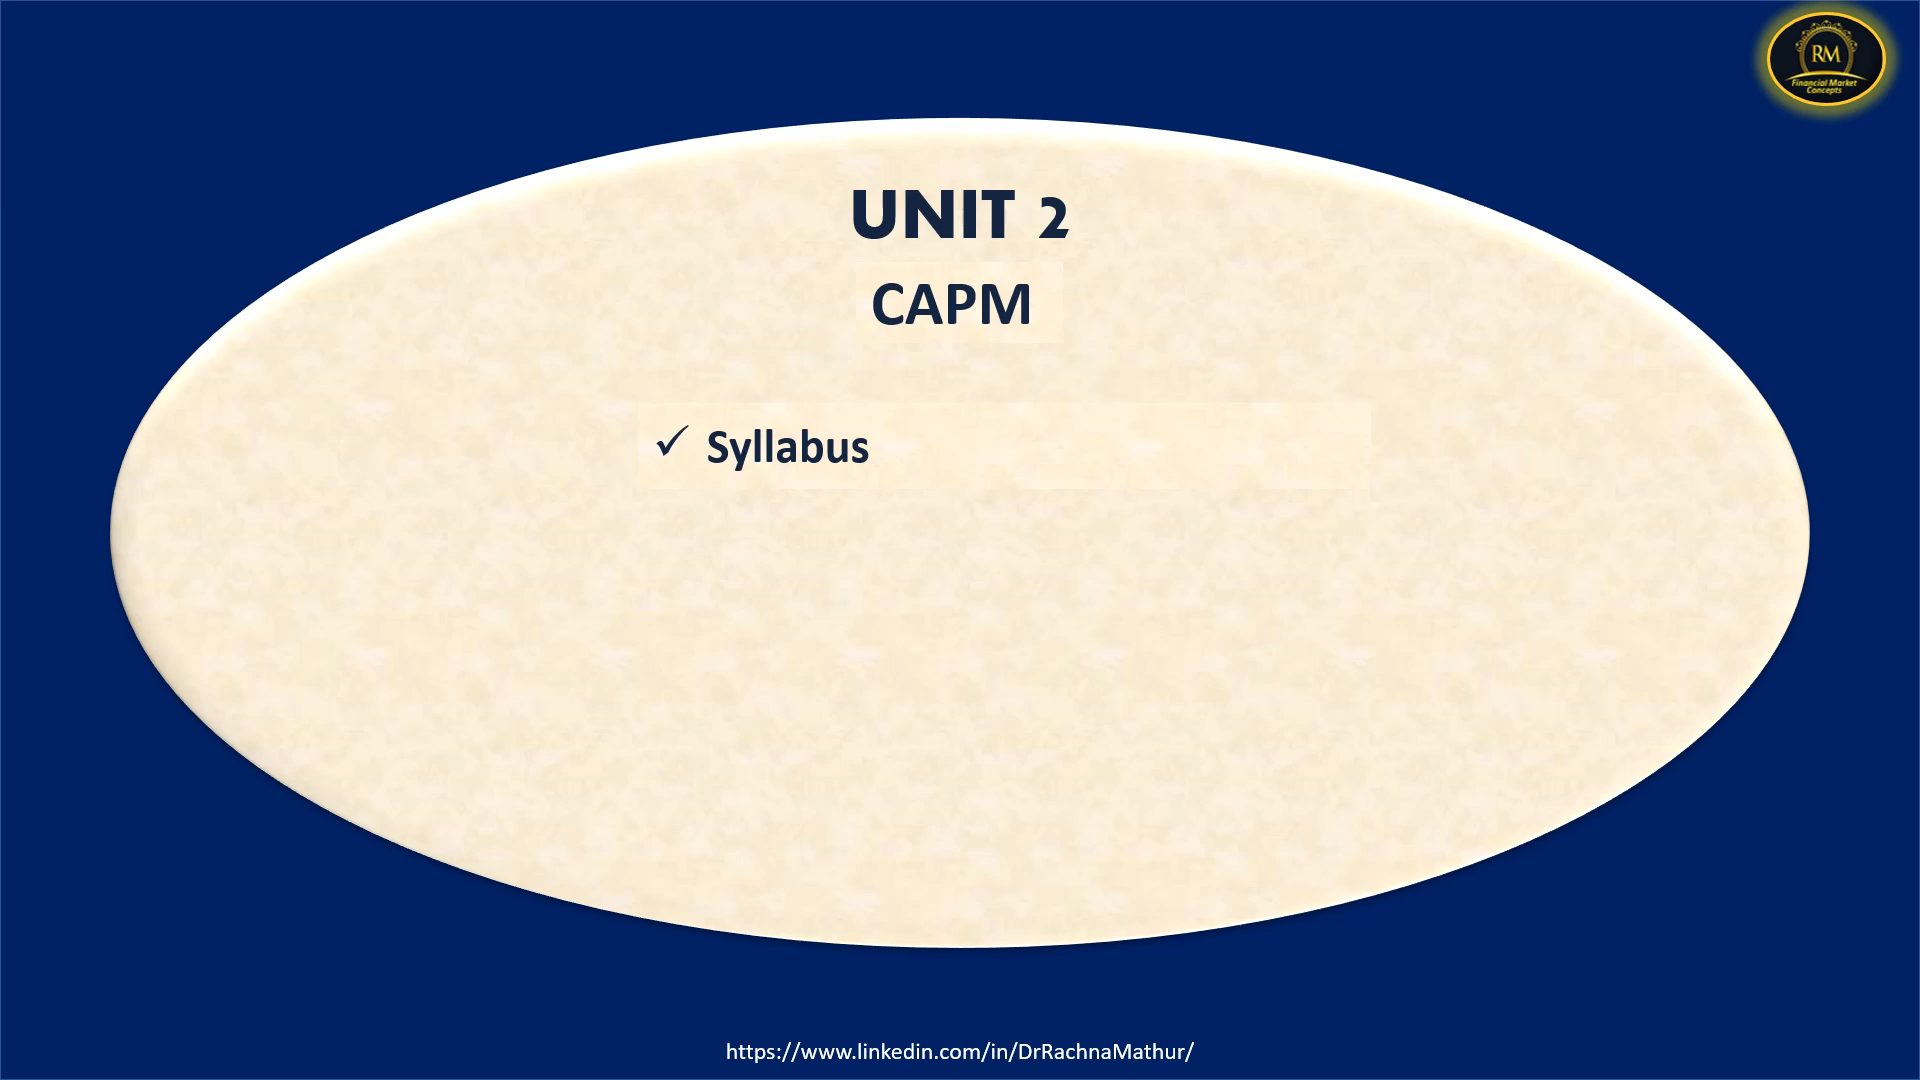 RM
Financial Market
Concepts
UNIT 2
CAPM
✓ Syllabus
https://www.linkedin.com/in/DrRachnaMathur/